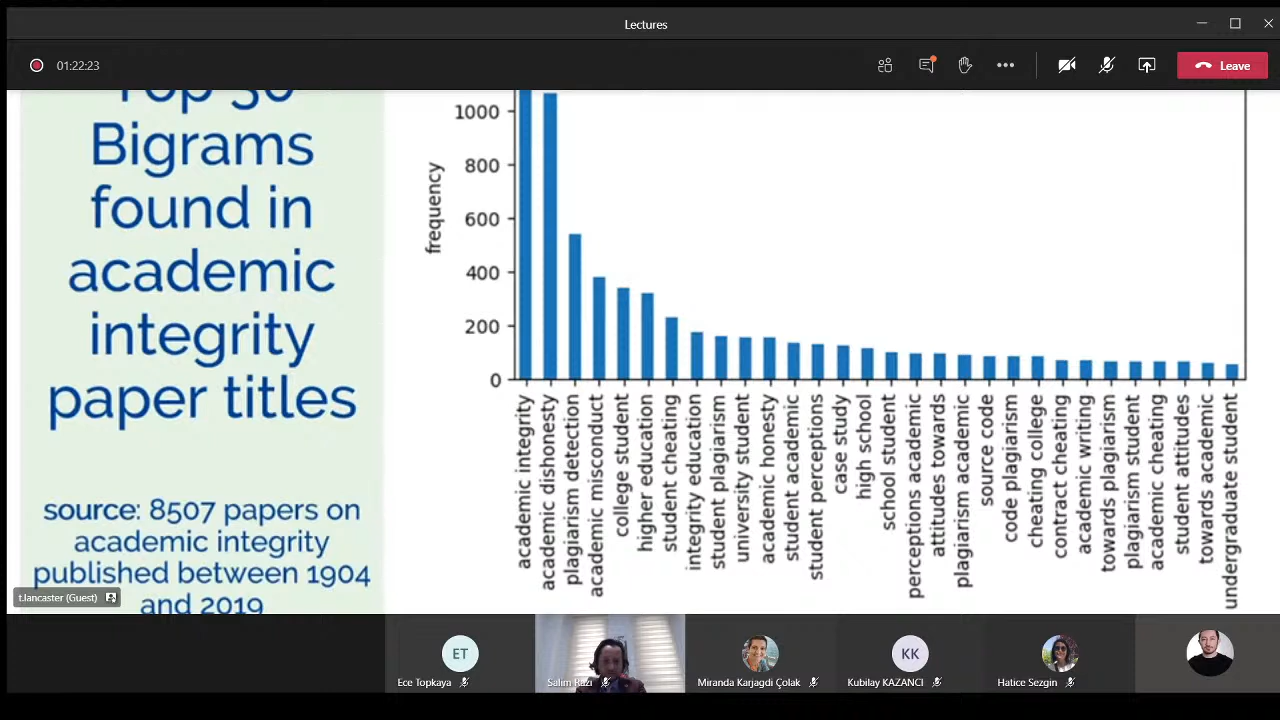 Lectures
01:22:23
Leave
Top 30
Bigrams
found in
academic
integrity
paper titles
source: 8507 papers on
academic integrity
published between 1904
and 2019
frequency
1000
800
600
400
200
0
academic integrity
academic dishonesty
plagiarism detection
academic misconduct
college student
higher education
student cheating
integrity education
student plagiarism
university student
academic honesty
student academic
student perceptions
case study
high school
school student
perceptions academic
attitudes towards
plagiarism academic
source code
code plagiarism
cheating college
contract cheating
academic writing
towards plagiarism
plagiarism student
academic cheating
student attitudes
towards academic
undergraduate student
t.lancaster (Guest)
ET
Ece Topkaya
Salim Razı
Miranda Karjagdi Çolak
KK
Kubilay KAZANCI
Hatice Sezgin